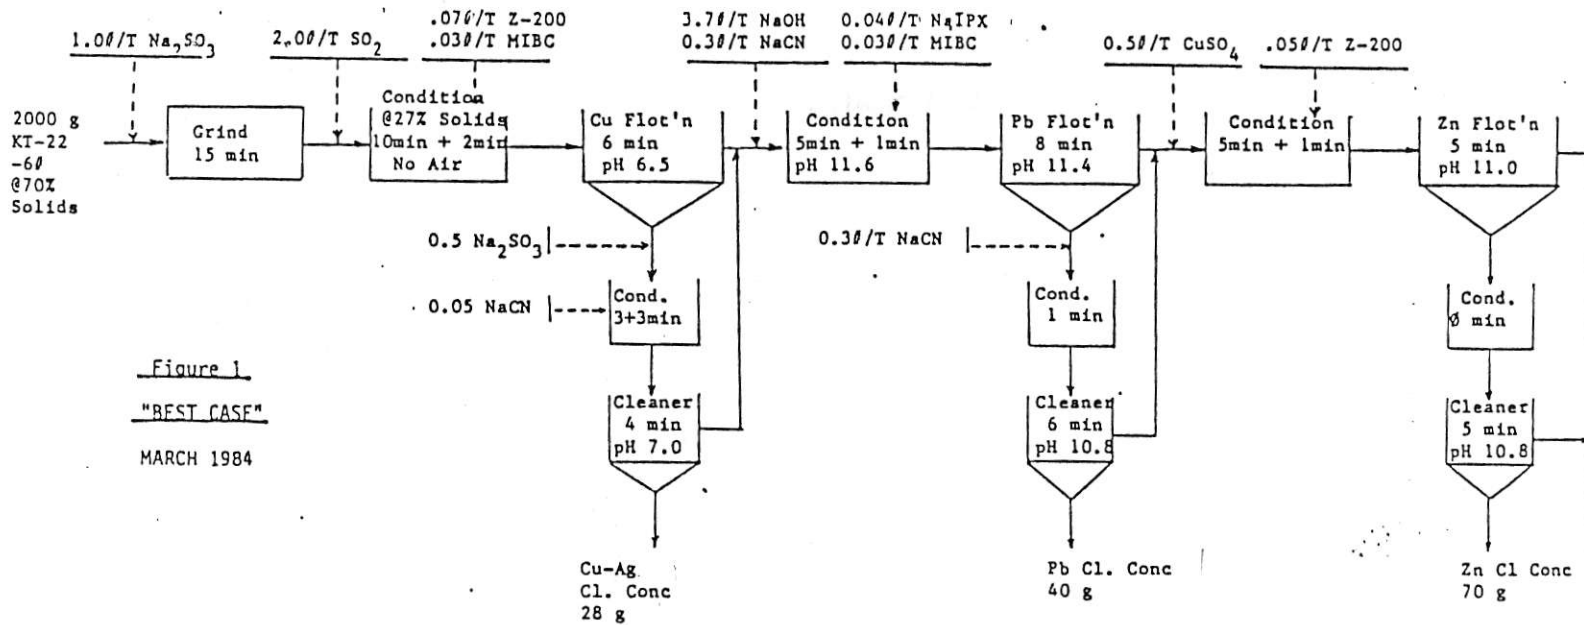 1.0#/T Na2SO3
2.0#/T SO2
.07#/T Z-200
.03#/T MIBC
3.7#/T NaOH
0.3#/T NaCN
0.04#/T NaIPX
0.03#/T MIBC
0.5#/T CuSO4
.05#/T Z-200
2000 g
KT-22
-6#
@70%
Solids
Grind
15 min
Condition
@27% Solids
10min + 2min
No Air
Cu Flot'n
6 min
pH 6.5
Condition
5min + 1min
pH 11.6
Pb Flot'n
8 min
pH 11.4
Condition
5min + 1min
Zn Flot'n
5 min
pH 11.0
0.5 Na2SO3
0.05 NaCN
Cond.
3+3min
0.3#/T NaCN
Cond.
1 min
Cond.
Ø min
Cleaner
4 min
pH 7.0
Cleaner
6 min
pH 10.8
Cleaner
5 min
pH 10.8
Figure 1
"BEST CASE"
MARCH 1984
Cu-Ag
Cl. Conc
28 g
Pb Cl. Conc
40 g
Zn Cl Conc
70 g